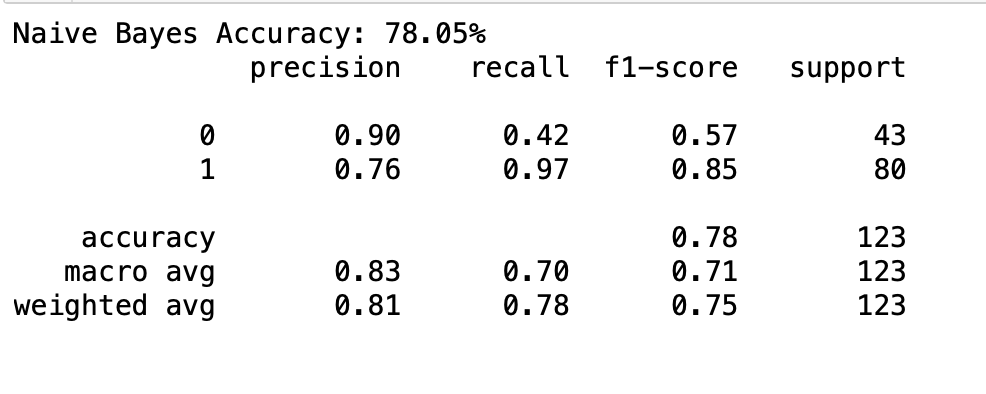 Naive Bayes Accuracy: 78.05%
precision recall f1-score support
0 0.90 0.42 0.57 43
1 0.76 0.97 0.85 80
accuracy 0.78 123
macro avg 0.83 0.70 0.71 123
weighted avg 0.81 0.78 0.75 123